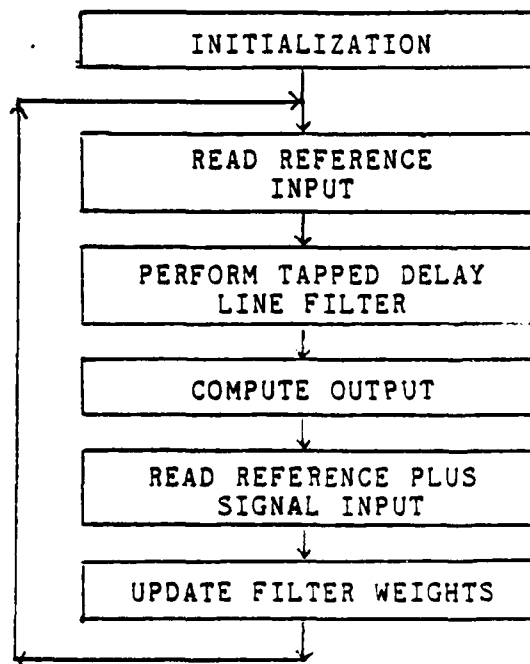 INITIALIZATION
READ REFERENCE
INPUT
PERFORM TAPPED DELAY
LINE FILTER
COMPUTE OUTPUT
READ REFERENCE PLUS
SIGNAL INPUT
UPDATE FILTER WEIGHTS